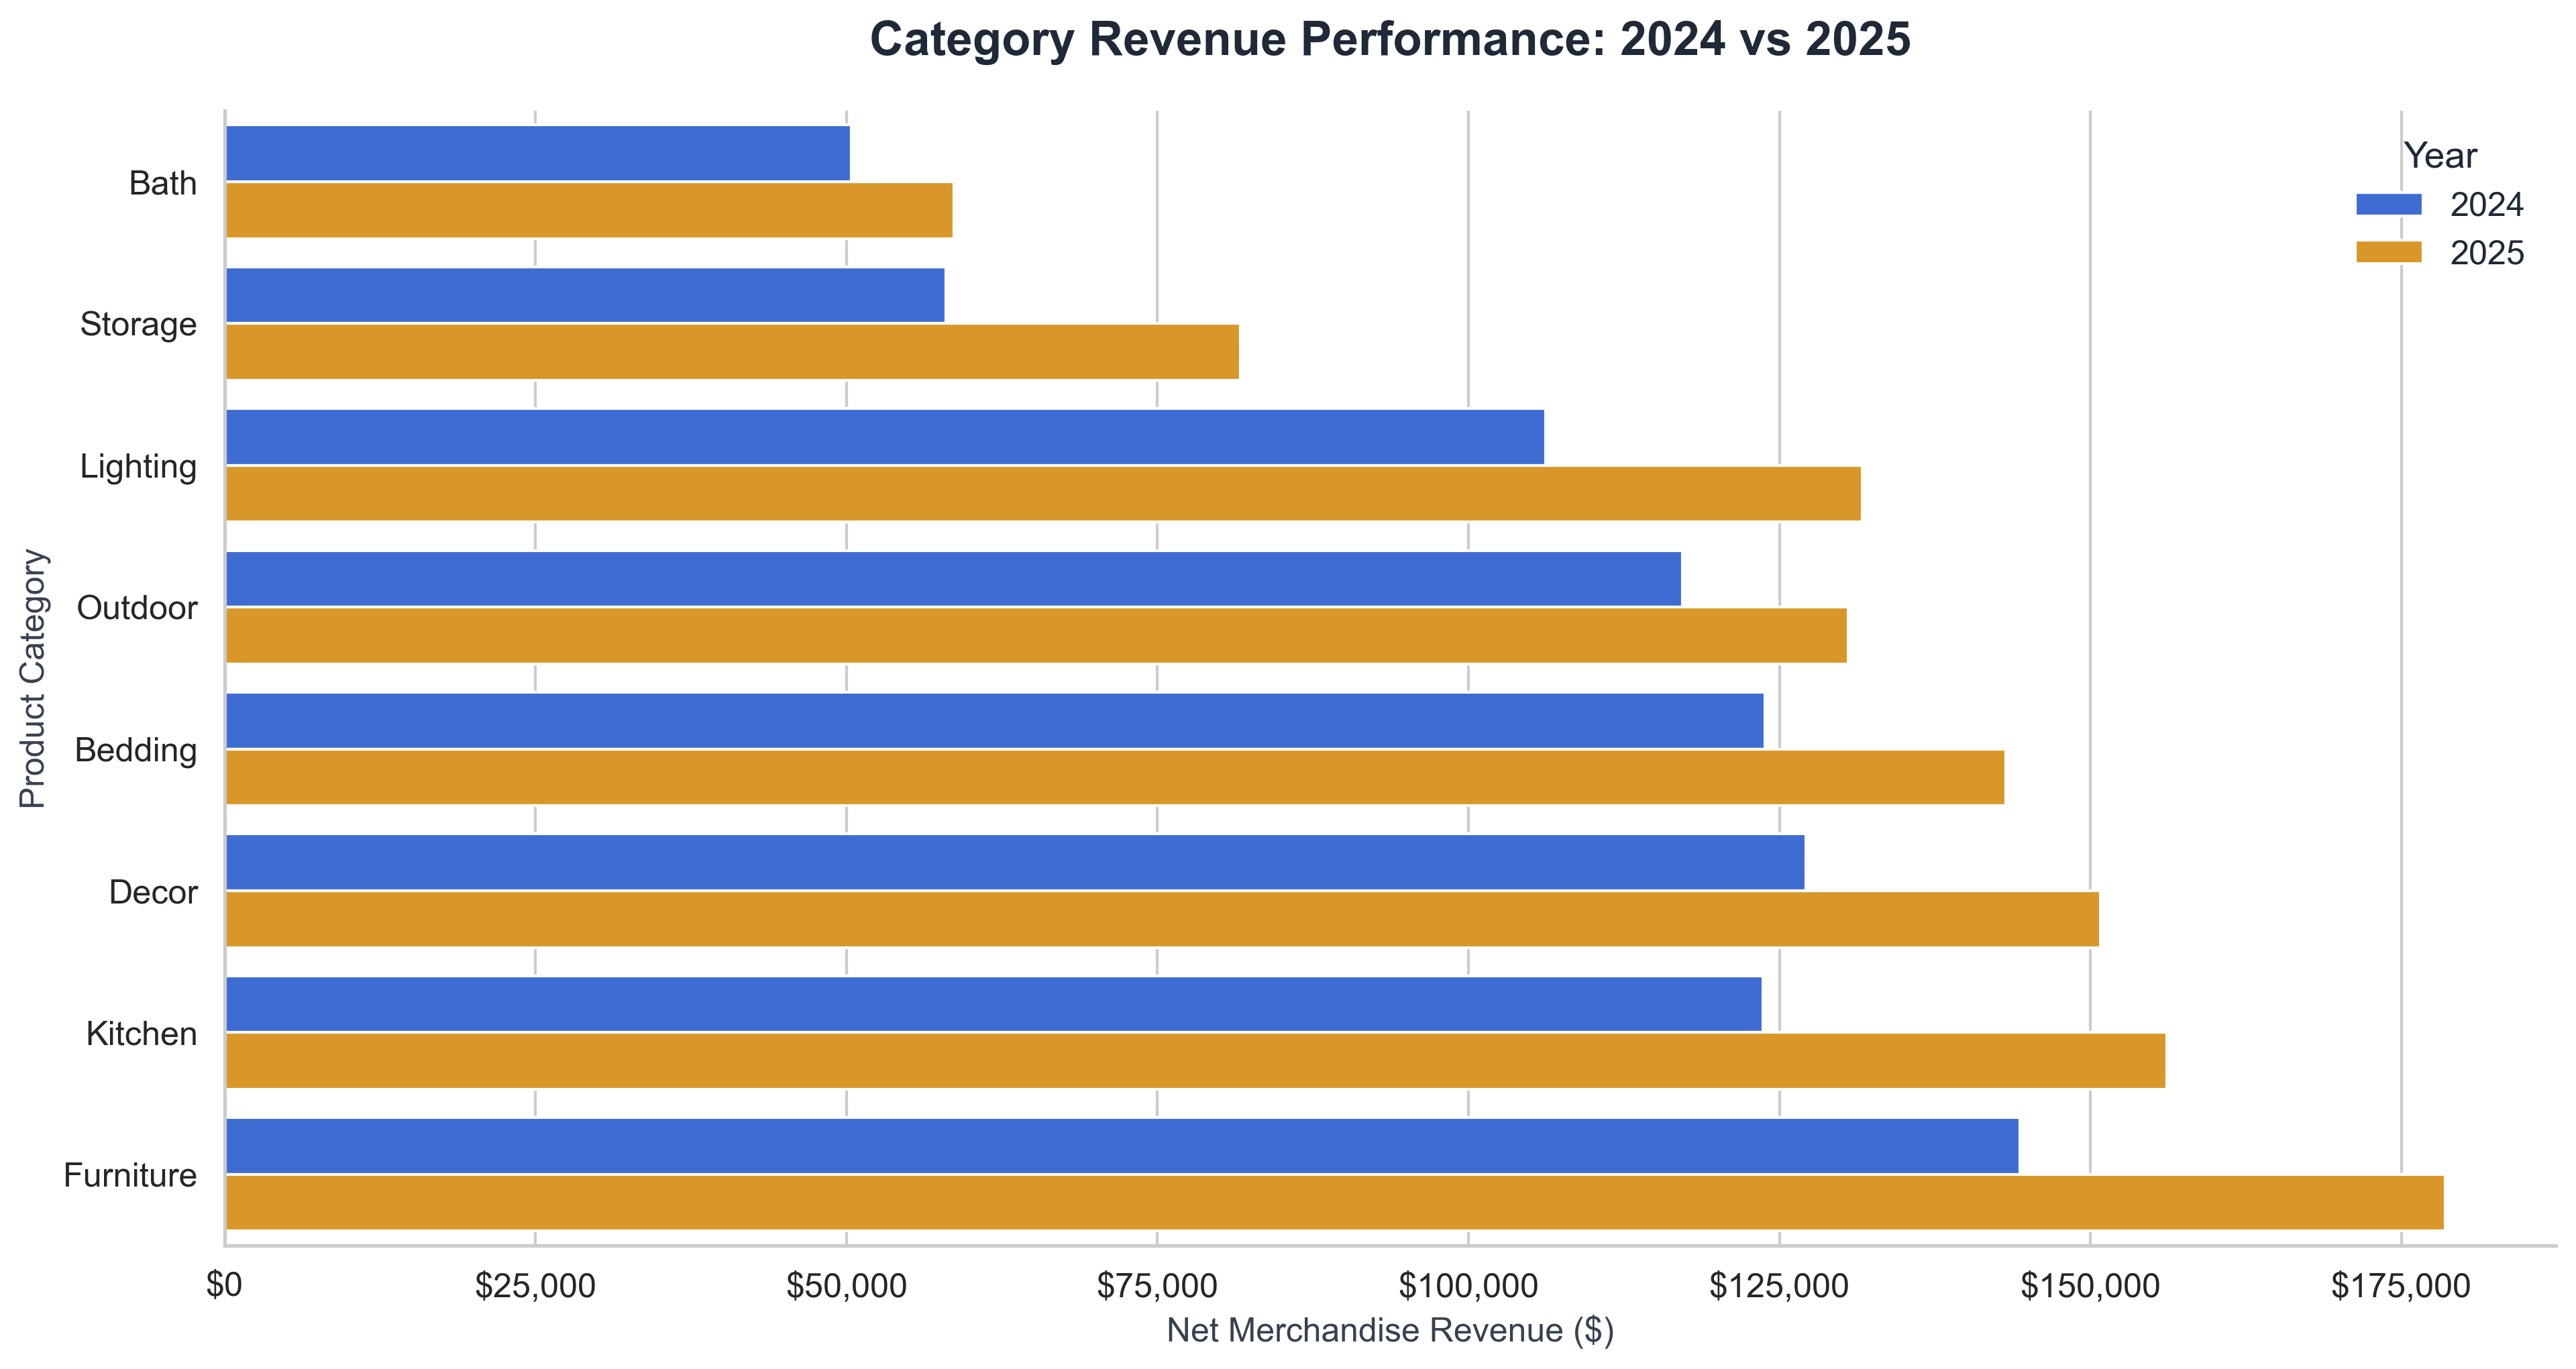 Category Revenue Performance: 2024 vs 2025
Year
2024
2025
Product Category
Bath
Storage
Lighting
Outdoor
Bedding
Decor
Kitchen
Furniture
$0 $25,000 $50,000 $75,000 $100,000 $125,000 $150,000 $175,000
Net Merchandise Revenue ($)